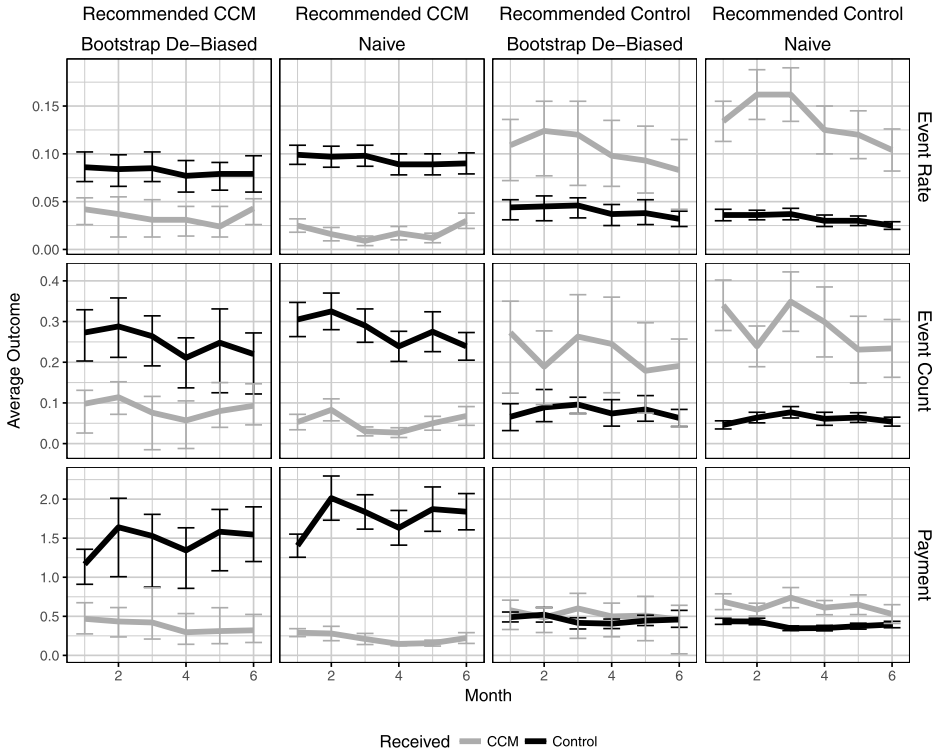 Recommended CCM Recommended CCM Recommended Control Recommended Control
Bootstrap De−Biased Naive Bootstrap De−Biased Naive
0.15
0.10
0.05
0.00
Event Rate
0.4
0.3
0.2
0.1
0.0
Event Count
Average Outcome
2.0
1.5
1.0
0.5
0.0
Payment
2 4 6 2 4 6 2 4 6 2 4 6
Month
Received CCM Control